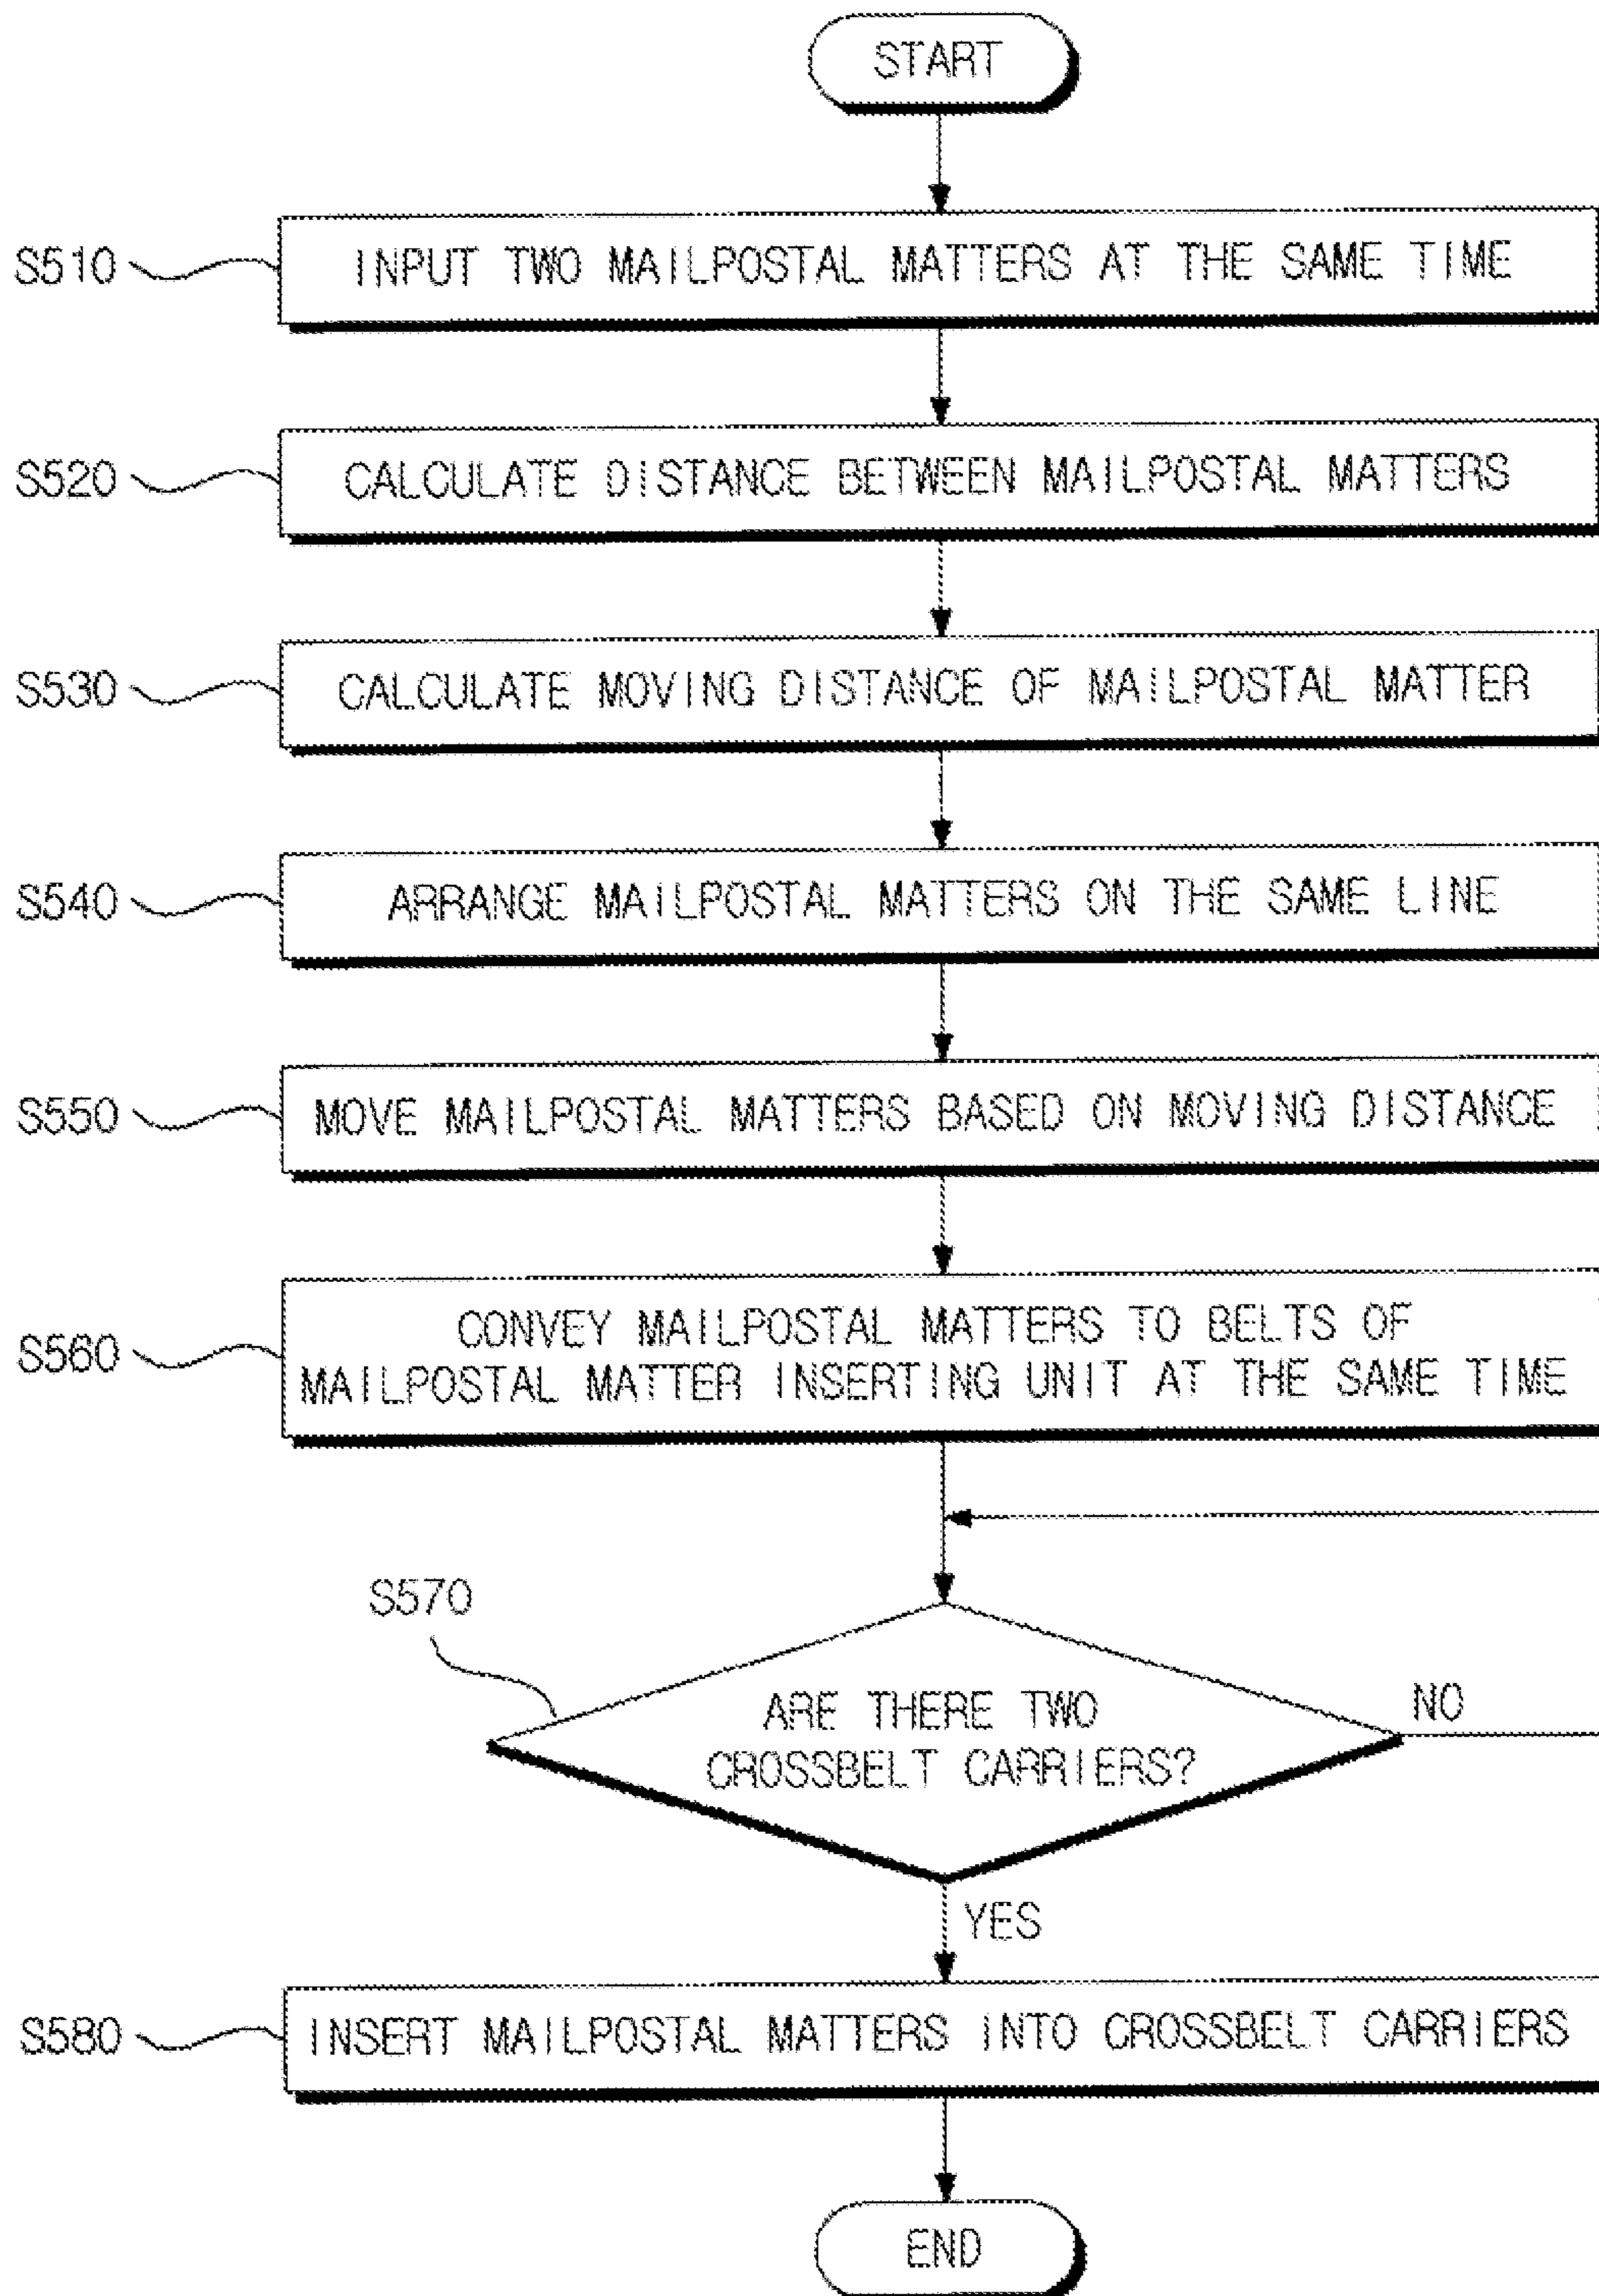 START
S510
INPUT TWO MAILPOSTAL MATTERS AT THE SAME TIME
S520
CALCULATE DISTANCE BETWEEN MAILPOSTAL MATTERS
S530
CALCULATE MOVING DISTANCE OF MAILPOSTAL MATTER
S540
ARRANGE MAILPOSTAL MATTERS ON THE SAME LINE
S550
MOVE MAILPOSTAL MATTERS BASED ON MOVING DISTANCE
S560
CONVEY MAILPOSTAL MATTERS TO BELTS OF
MAILPOSTAL MATTER INSERTING UNIT AT THE SAME TIME
S570
ARE THERE TWO
CROSSBELT CARRIERS?
NO
YES
S580
INSERT MAILPOSTAL MATTERS INTO CROSSBELT CARRIERS
END